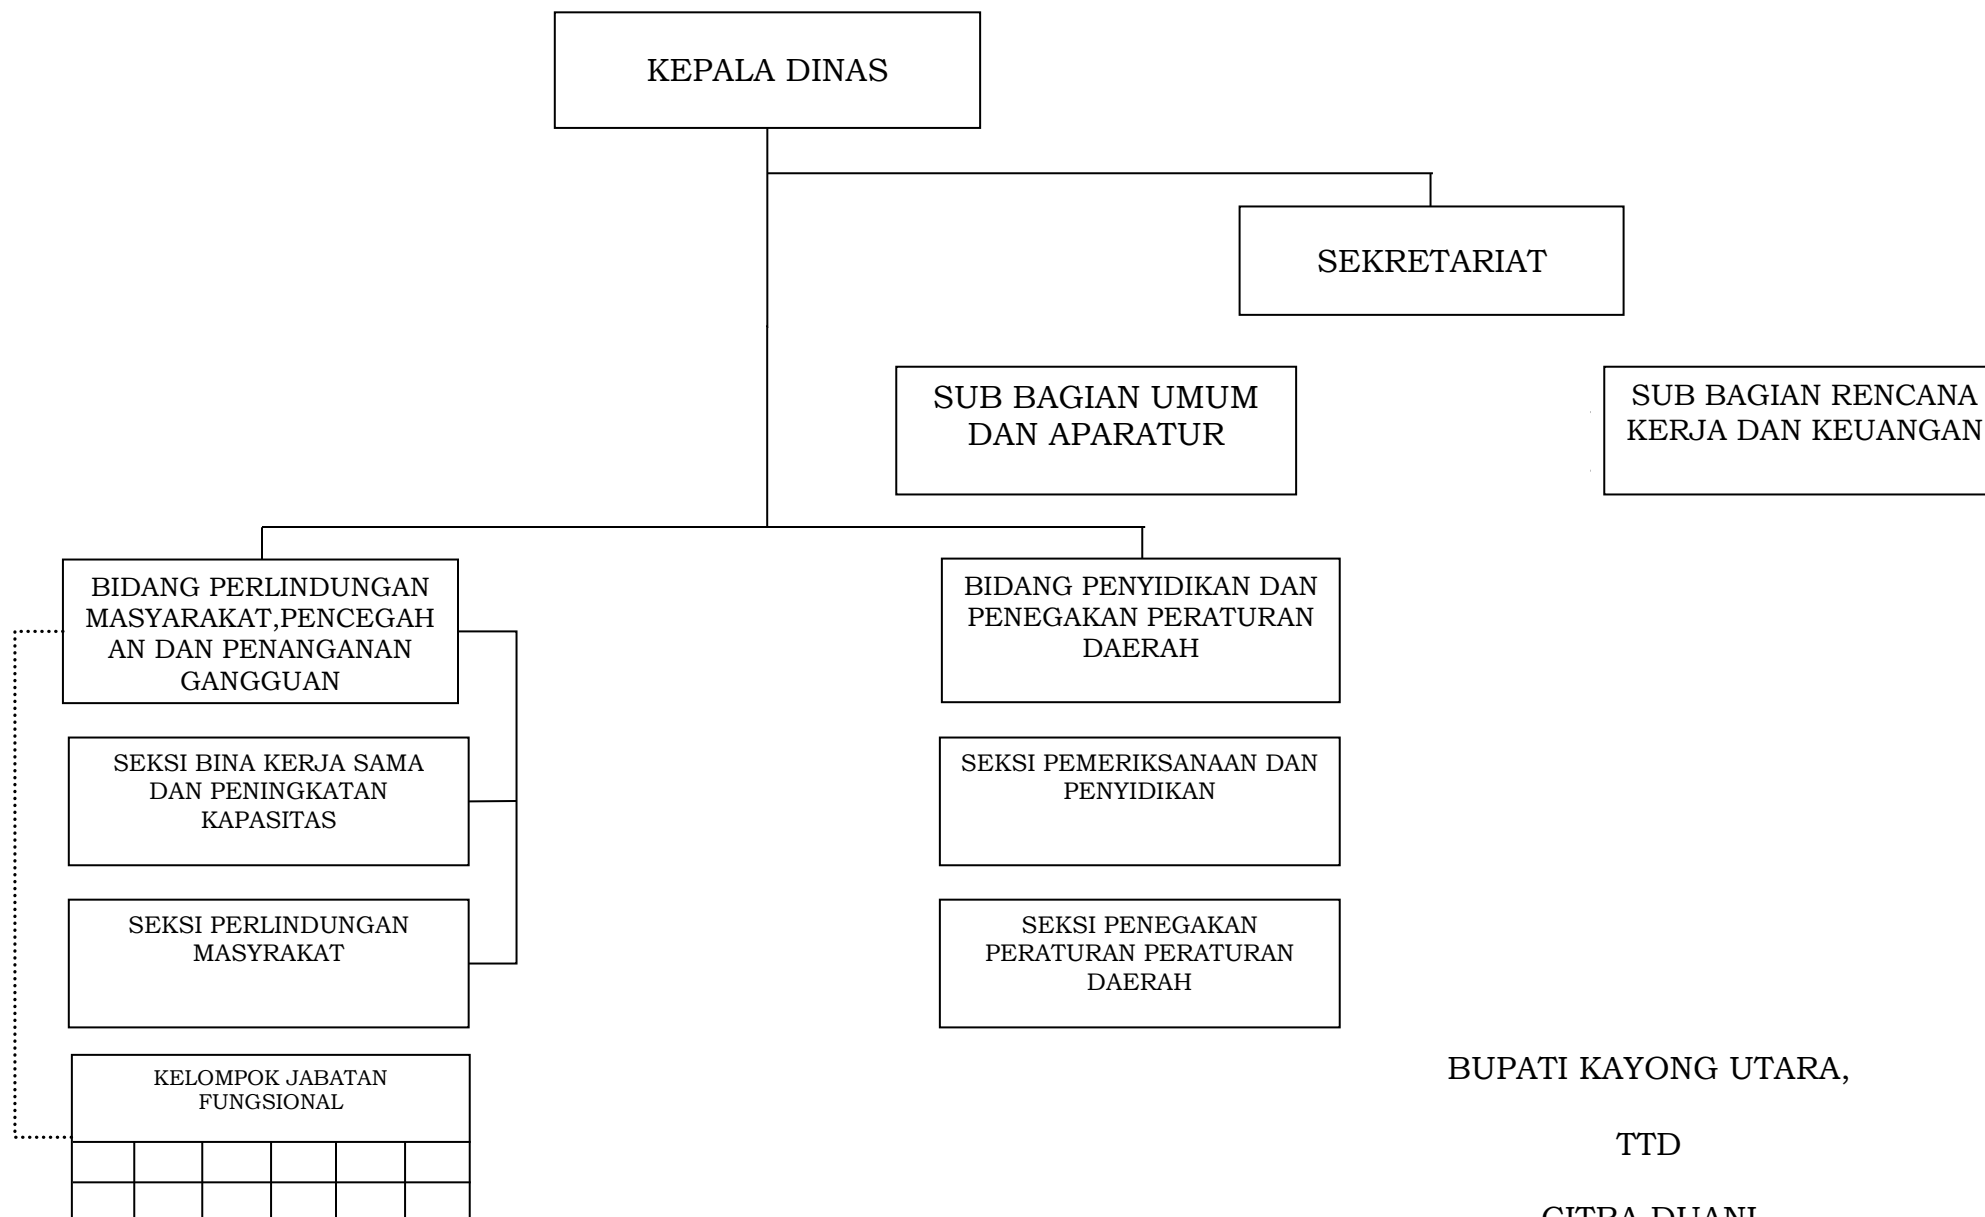 KEPALA DINAS
SEKRETARIAT
SUB BAGIAN UMUM
DAN APARATUR
SUB BAGIAN RENCANA
KERJA DAN KEUANGAN
BIDANG PERLINDUNGAN
MASYARAKAT,PENCEGAH
AN DAN PENANGANAN
GANGGUAN
BIDANG PENYIDIKAN DAN
PENEGAKAN PERATURAN
DAERAH
SEKSI BINA KERJA SAMA
DAN PENINGKATAN
KAPASITAS
SEKSI PEMERIKSANAAN DAN
PENYIDIKAN
SEKSI PERLINDUNGAN
MASYRAKAT
SEKSI PENEGAKAN
PERATURAN PERATURAN
DAERAH
KELOMPOK JABATAN
FUNGSIONAL
BUPATI KAYONG UTARA,
TTD
CITRA DUANI